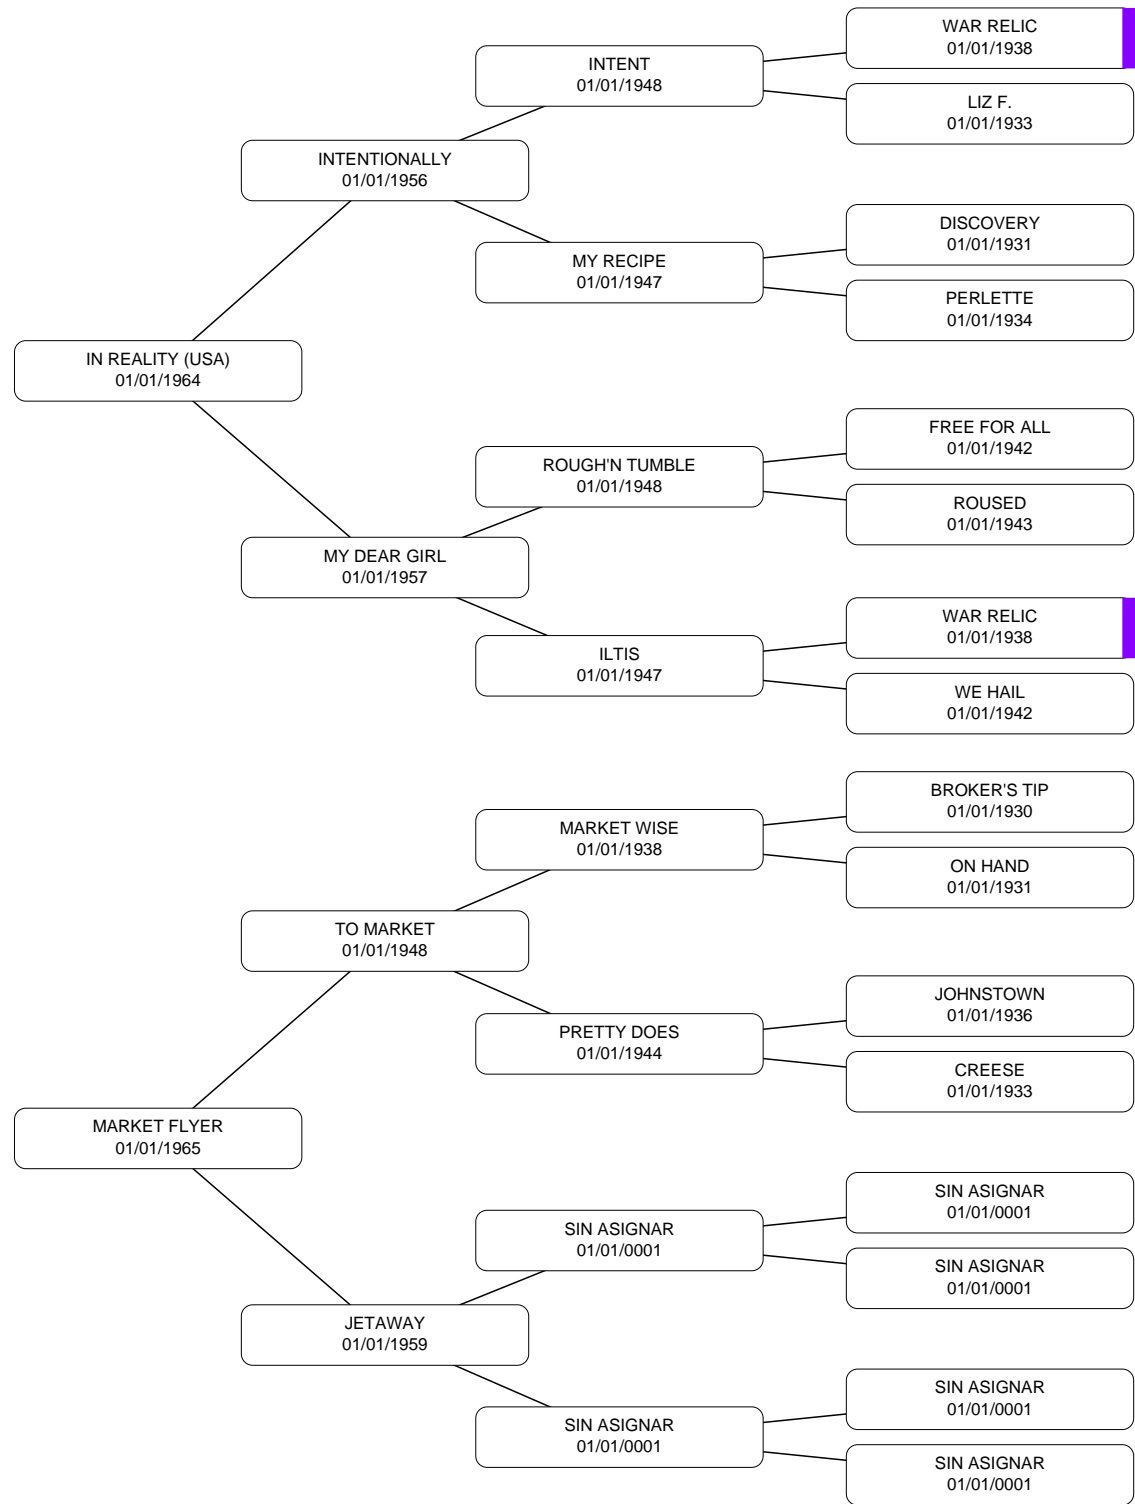 WAR RELIC
01/01/1938
INTENT
01/01/1948
LIZ F.
01/01/1933
INTENTIONALLY
01/01/1956
DISCOVERY
01/01/1931
MY RECIPE
01/01/1947
PERLETTE
01/01/1934
IN REALITY (USA)
01/01/1964
FREE FOR ALL
01/01/1942
ROUGH'N TUMBLE
01/01/1948
ROUSED
01/01/1943
MY DEAR GIRL
01/01/1957
WAR RELIC
01/01/1938
ILTIS
01/01/1947
WE HAIL
01/01/1942
BROKER'S TIP
01/01/1930
MARKET WISE
01/01/1938
ON HAND
01/01/1931
TO MARKET
01/01/1948
JOHNSTOWN
01/01/1936
PRETTY DOES
01/01/1944
CREESE
01/01/1933
MARKET FLYER
01/01/1965
SIN ASIGNAR
01/01/0001
SIN ASIGNAR
01/01/0001
SIN ASIGNAR
01/01/0001
JETAWAY
01/01/1959
SIN ASIGNAR
01/01/0001
SIN ASIGNAR
01/01/0001
SIN ASIGNAR
01/01/0001